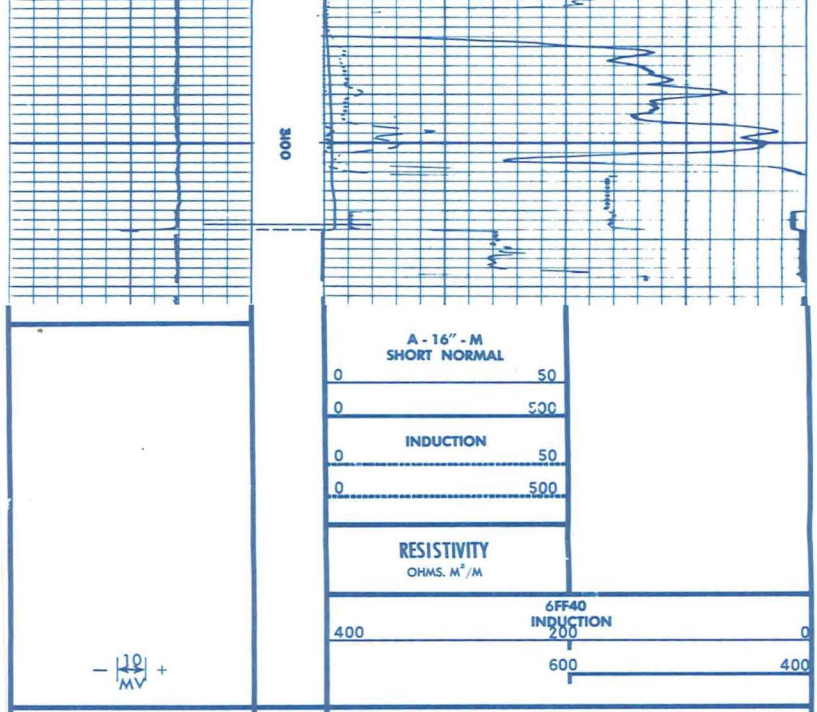 3100
A - 16" - M
SHORT NORMAL
0 50
0 500
INDUCTION
0 50
0 500
RESISTIVITY
OHMS. M²/M
6FF40
INDUCTION
400 200 0
600 400
- 10 +
MV